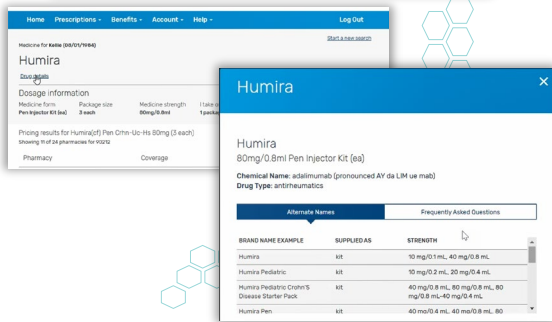 Home Prescriptions Benefits Account Help Log Out
Start a new search
Medicine for Kellie (08/01/1984)
Humira
Drug details
Dosage information
Medicine form Package size Medicine strength I take o
Pen Injector Kit (ea) 3 each 80mg/0.8ml 1 packa
Pricing results for Humira(cf) Pen Crhn-Uc-Hs 80mg (3 each)
Showing 11 of 24 pharmacies for 90212
Pharmacy Coverage
Humira ×
Humira
80mg/0.8ml Pen Injector Kit (ea)
Chemical Name: adalimumab (pronounced AY da LIM ue mab)
Drug Type: antirheumatics
Alternate Names Frequently Asked Questions
BRAND NAME EXAMPLE SUPPLIED AS STRENGTH
Humira kit 10 mg/0.1 mL, 40 mg/0.8 mL
Humira Pediatric kit 10 mg/0.2 mL, 20 mg/0.4 mL
Humira Pediatric Crohn's kit 40 mg/0.8 mL, 80 mg/0.8 mL, 80
Disease Starter Pack mg/0.8 mL-40 mg/0.4 mL
Humira Pen kit 40 mg/0.4 mL, 40 mg/0.8 mL, 80